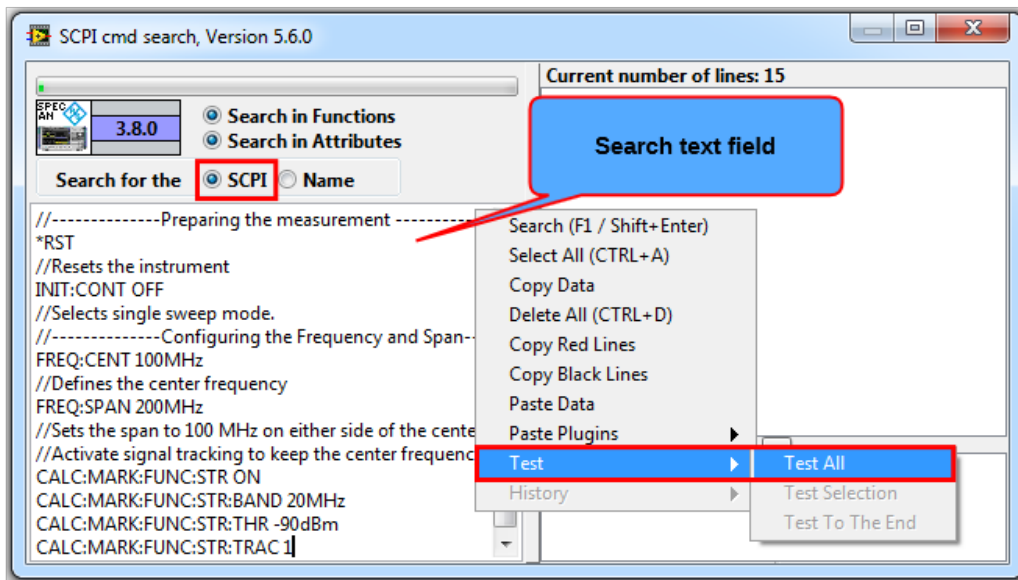 SCPI cmd search, Version 5.6.0
Current number of lines: 15
SPEC
AN
3.8.0
Search in Functions
Search in Attributes
Search for the SCPI Name
Search text field
//--------------Preparing the measurement ----------
*RST
//Resets the instrument
INIT:CONT OFF
//Selects single sweep mode.
//--------------Configuring the Frequency and Span--
FREQ:CENT 100MHz
//Defines the center frequency
FREQ:SPAN 200MHz
//Sets the span to 100 MHz on either side of the cente
//Activate signal tracking to keep the center frequenc
CALC:MARK:FUNC:STR ON
CALC:MARK:FUNC:STR:BAND 20MHz
CALC:MARK:FUNC:STR:THR -90dBm
CALC:MARK:FUNC:STR:TRAC 1
Search (F1 / Shift+Enter)
Select All (CTRL+A)
Copy Data
Delete All (CTRL+D)
Copy Red Lines
Copy Black Lines
Paste Data
Paste Plugins
Test
History
Test All
Test Selection
Test To The End